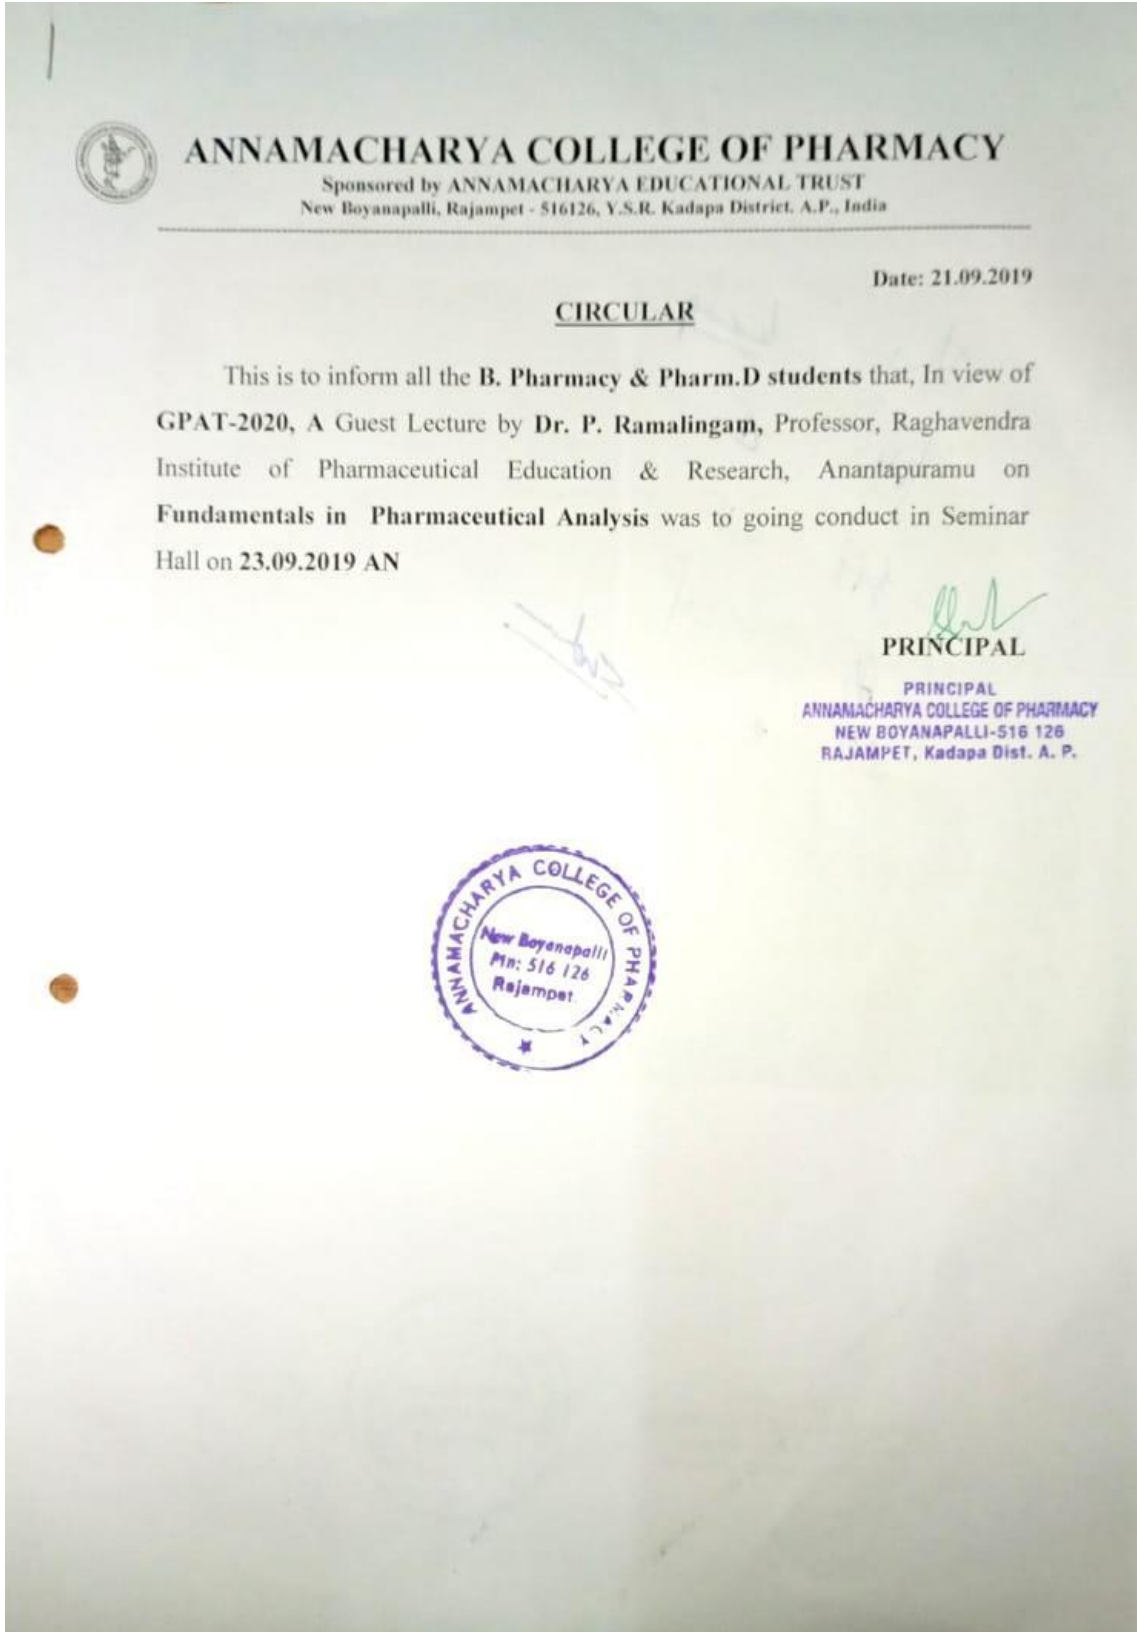 ANNAMACHARYA COLLEGE OF PHARMACY
Sponsored by ANNAMACHARYA EDUCATIONAL TRUST
New Boyanapalli, Rajampet - 516126, Y.S.R. Kadapa District. A.P., India
Date: 21.09.2019
CIRCULAR
This is to inform all the B. Pharmacy & Pharm.D students that, In view of
GPAT-2020, A Guest Lecture by Dr. P. Ramalingam, Professor, Raghavendra
Institute of Pharmaceutical Education & Research, Anantapuramu on
Fundamentals in Pharmaceutical Analysis was to going conduct in Seminar
Hall on 23.09.2019 AN
PRINCIPAL
PRINCIPAL
ANNAMACHARYA COLLEGE OF PHARMACY
NEW BOYANAPALLI-516 126
RAJAMPET, Kadapa Dist. A. P.
ANNAMACHARYA COLLEGE OF PHARMACY
New Boyanapalli
Pin: 516 126
Rajampet